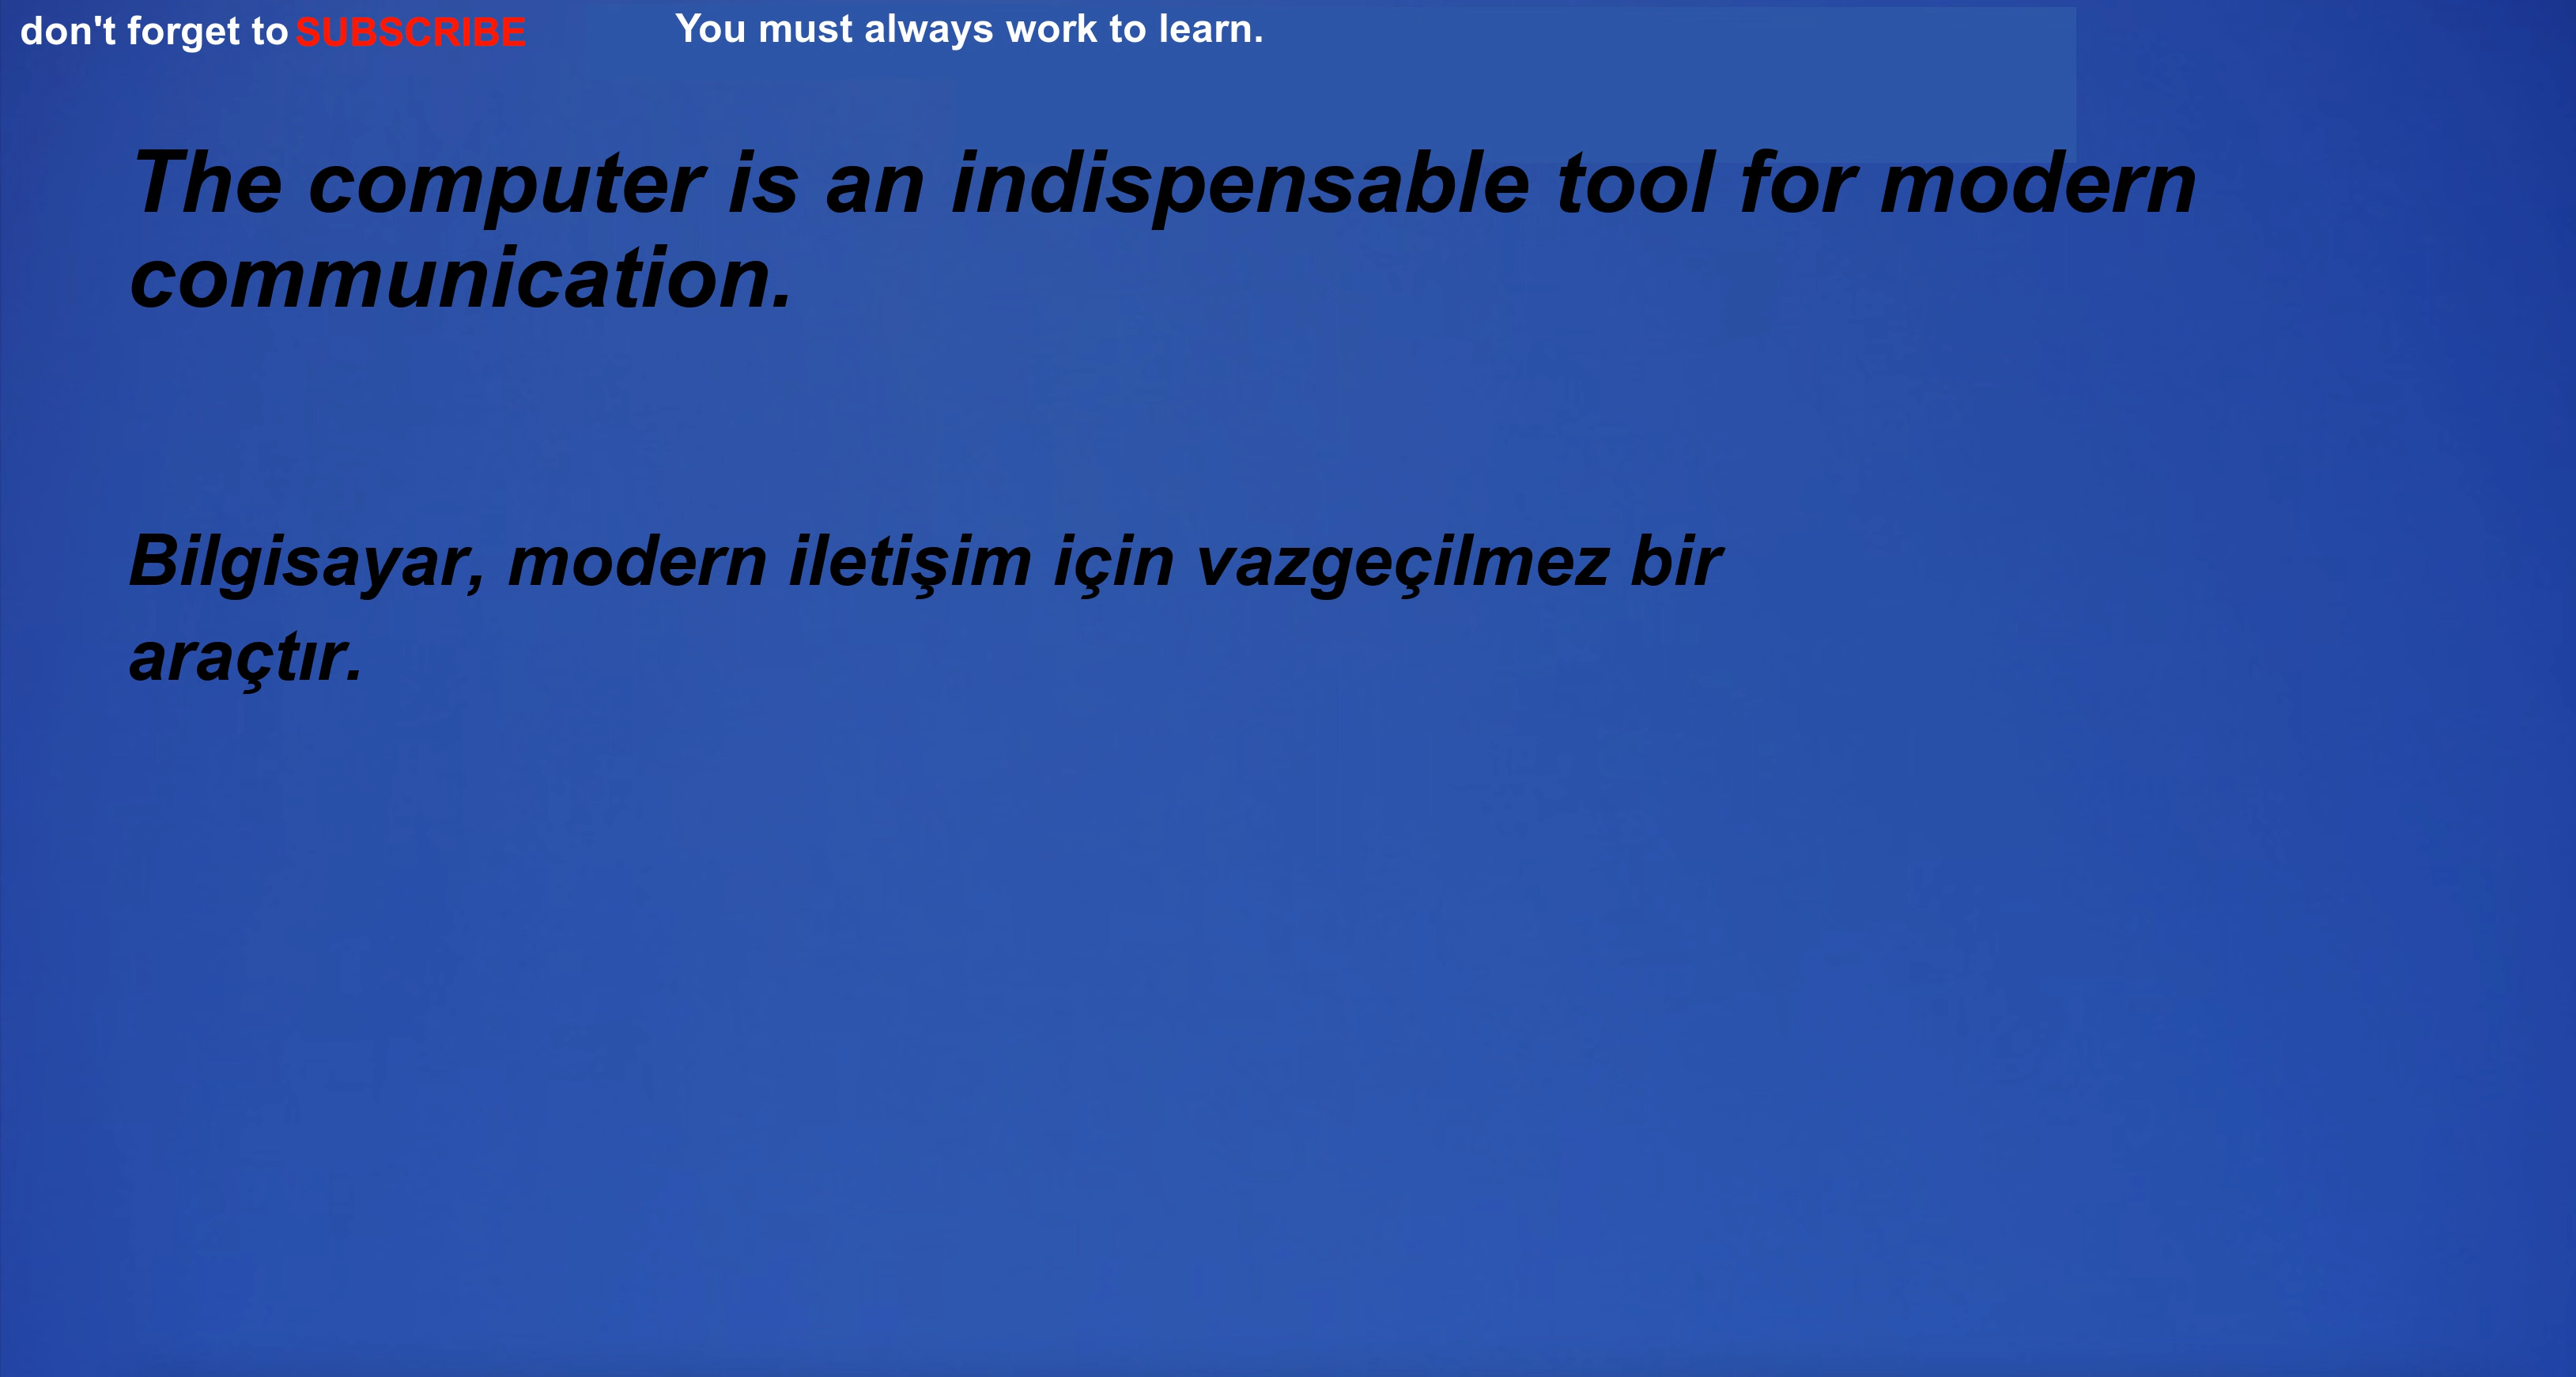 don't forget to SUBSCRIBE
You must always work to learn.
The computer is an indispensable tool for modern
communication.
Bilgisayar, modern iletişim için vazgeçilmez bir
araçtır.